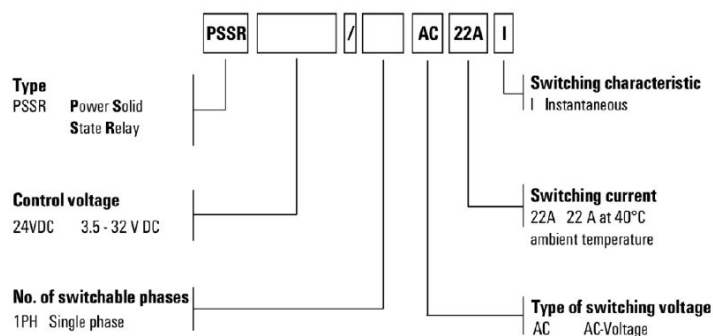 PSSR / AC 22A I
Type
PSSR Power Solid
State Relay
Switching characteristic
I Instantaneous
Control voltage
24VDC 3.5 - 32 V DC
Switching current
22A 22 A at 40°C
ambient temperature
No. of switchable phases
1PH Single phase
Type of switching voltage
AC AC-Voltage